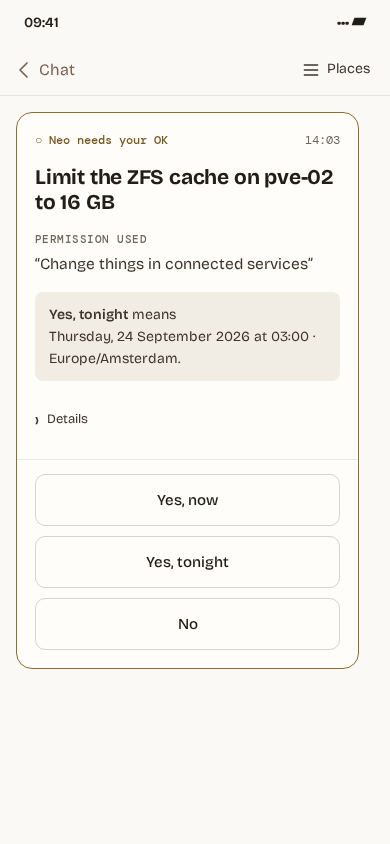 09:41
Chat
Places
Neo needs your OK
14:03
Limit the ZFS cache on pve-02
to 16 GB
PERMISSION USED
“Change things in connected services”
Yes, tonight means
Thursday, 24 September 2026 at 03:00 ·
Europe/Amsterdam.
Details
Yes, now
Yes, tonight
No